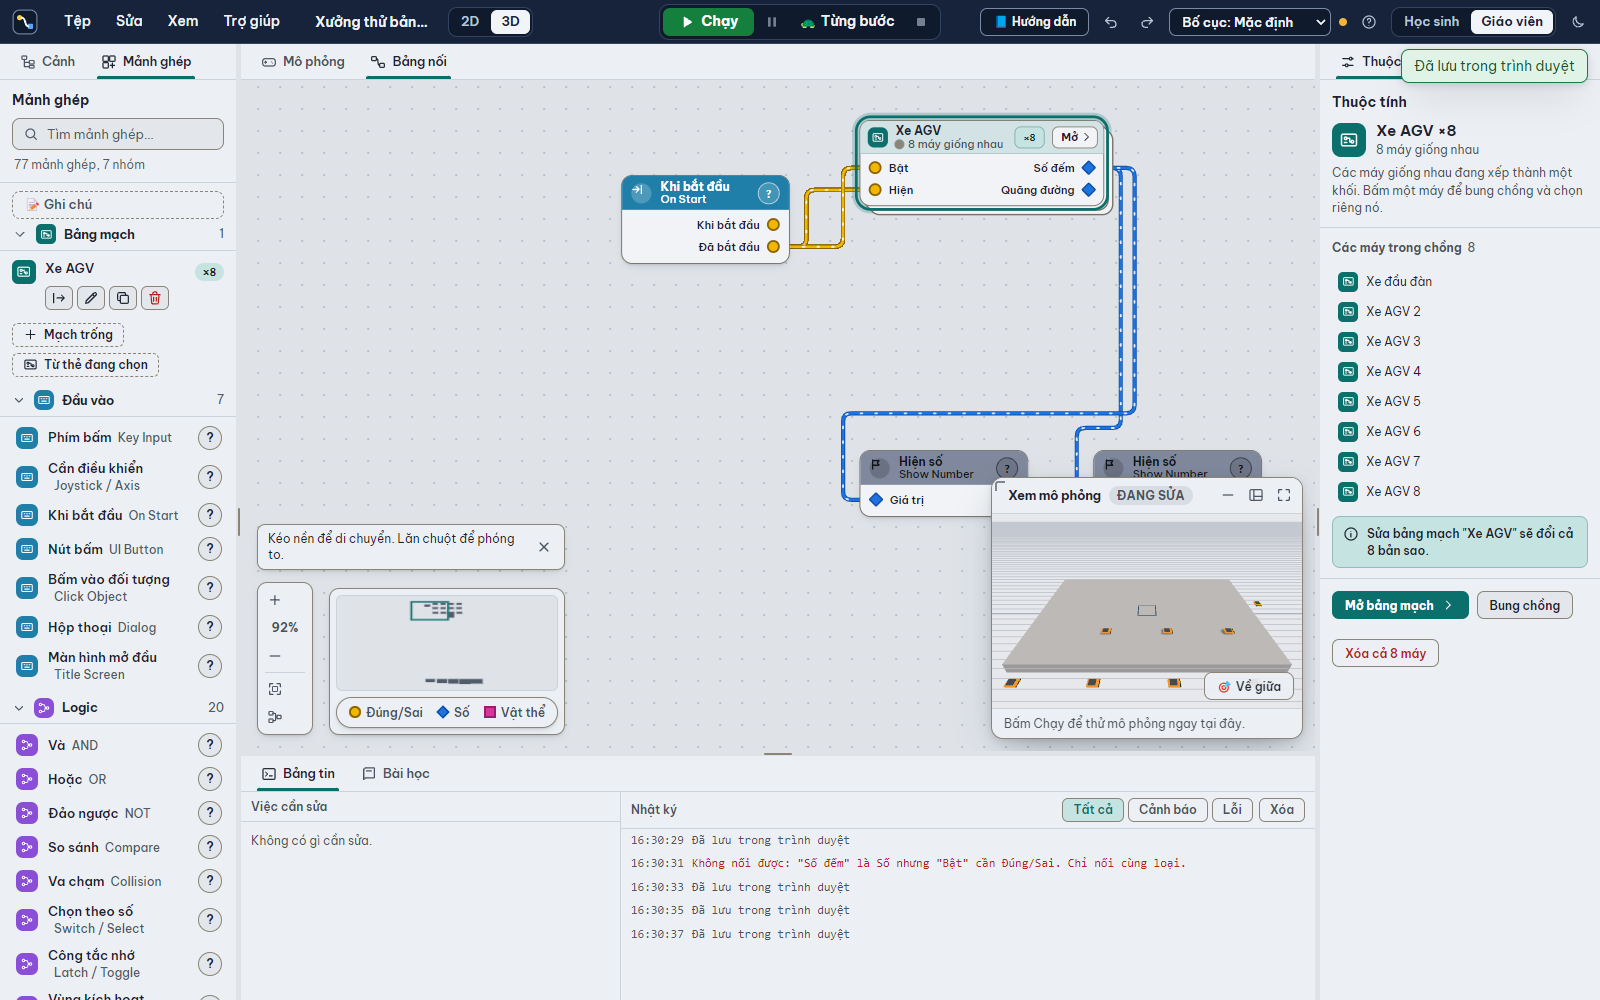 Tệp
Sửa
Xem
Trợ giúp
Xưởng thử bản...
2D
3D
Chạy
Từng bước
Hướng dẫn
Bố cục: Mặc định
Học sinh
Giáo viên
Cảnh
Mảnh ghép
Mô phỏng
Bảng nối
Thuộc
Đã lưu trong trình duyệt
Mảnh ghép
Tìm mảnh ghép...
77 mảnh ghép, 7 nhóm
Ghi chú
Bảng mạch
1
Xe AGV
×8
Mạch trống
Từ thẻ đang chọn
Đầu vào
7
Phím bấm Key Input
?
Cần điều khiển
Joystick / Axis
?
Khi bắt đầu On Start
?
Nút bấm UI Button
?
Bấm vào đối tượng
Click Object
?
Hộp thoại Dialog
?
Màn hình mở đầu
Title Screen
?
Logic
20
Và AND
?
Hoặc OR
?
Đảo ngược NOT
?
So sánh Compare
?
Va chạm Collision
?
Chọn theo số
Switch / Select
?
Công tắc nhớ
Latch / Toggle
?
Vùng kích hoạt
Khi bắt đầu
On Start
?
Khi bắt đầu
Đã bắt đầu
Xe AGV
8 máy giống nhau
×8
Mở
Bật
Số đếm
Hiện
Quãng đường
Hiện số
Show Number
?
Giá trị
Hiện số
Show Number
?
Kéo nền để di chuyển. Lăn chuột để phóng
to.
92%
Đúng/Sai
Số
Vật thể
Xem mô phỏng
ĐANG SỬA
Về giữa
Bấm Chạy để thử mô phỏng ngay tại đây.
Bảng tin
Bài học
Việc cần sửa
Không có gì cần sửa.
Nhật ký
Tất cả
Cảnh báo
Lỗi
Xóa
16:30:29 Đã lưu trong trình duyệt
16:30:31 Không nối được: "Số đếm" là Số nhưng "Bật" cần Đúng/Sai. Chỉ nối cùng loại.
16:30:33 Đã lưu trong trình duyệt
16:30:35 Đã lưu trong trình duyệt
16:30:37 Đã lưu trong trình duyệt
Thuộc tính
Xe AGV ×8
8 máy giống nhau
Các máy giống nhau đang xếp thành một
khối. Bấm một máy để bung chồng và chọn
riêng nó.
Các máy trong chồng 8
Xe đầu đàn
Xe AGV 2
Xe AGV 3
Xe AGV 4
Xe AGV 5
Xe AGV 6
Xe AGV 7
Xe AGV 8
Sửa bảng mạch "Xe AGV" sẽ đổi cả
8 bản sao.
Mở bảng mạch
Bung chồng
Xóa cả 8 máy